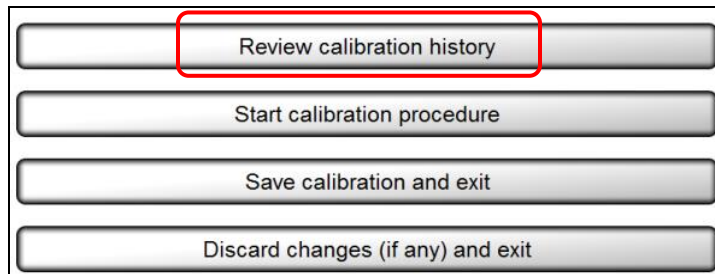 Review calibration history
Start calibration procedure
Save calibration and exit
Discard changes (if any) and exit